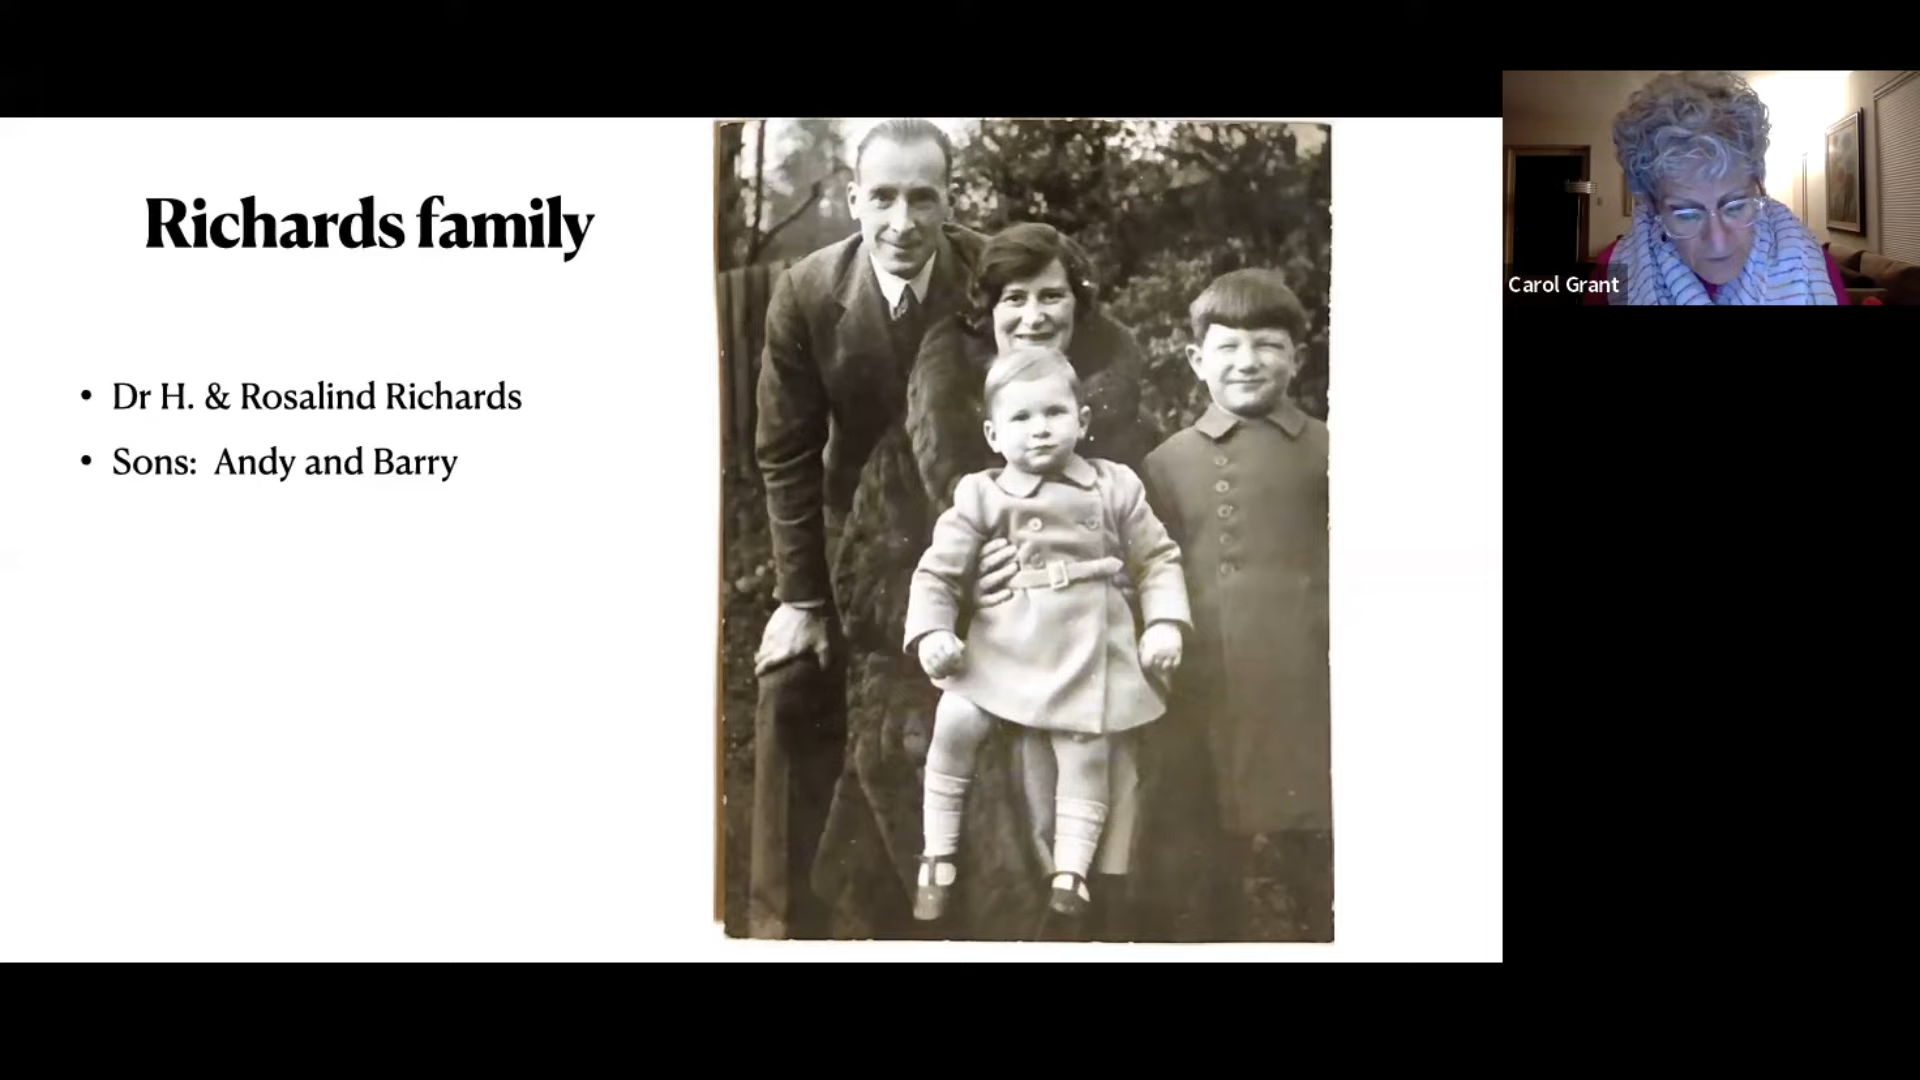 Richards family
• Dr H. & Rosalind Richards
• Sons:  Andy and Barry
Carol Grant